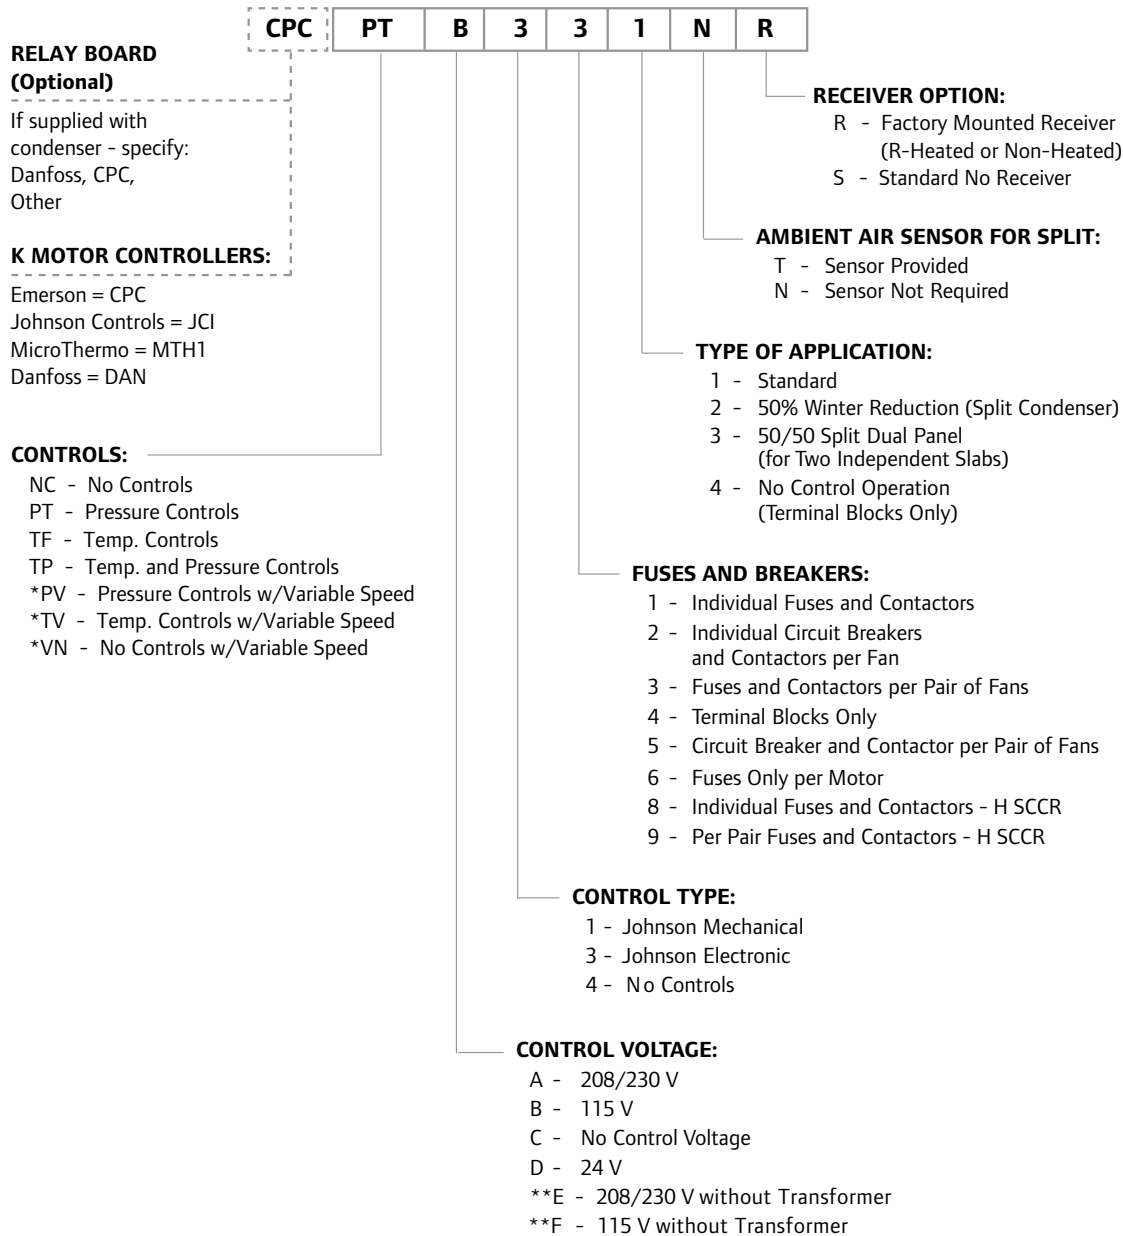 CPC PT B 3 3 1 N R
RELAY BOARD
(Optional)
If supplied with
condenser - specify:
Danfoss, CPC,
Other
K MOTOR CONTROLLERS:
Emerson = CPC
Johnson Controls = JCI
MicroThermo = MTH1
Danfoss = DAN
CONTROLS:
NC - No Controls
PT - Pressure Controls
TF - Temp. Controls
TP - Temp. and Pressure Controls
*PV - Pressure Controls w/Variable Speed
*TV - Temp. Controls w/Variable Speed
*VN - No Controls w/Variable Speed
RECEIVER OPTION:
R - Factory Mounted Receiver
(R-Heated or Non-Heated)
S - Standard No Receiver
AMBIENT AIR SENSOR FOR SPLIT:
T - Sensor Provided
N - Sensor Not Required
TYPE OF APPLICATION:
1 - Standard
2 - 50% Winter Reduction (Split Condenser)
3 - 50/50 Split Dual Panel
(for Two Independent Slabs)
4 - No Control Operation
(Terminal Blocks Only)
FUSES AND BREAKERS:
1 - Individual Fuses and Contactors
2 - Individual Circuit Breakers
and Contactors per Fan
3 - Fuses and Contactors per Pair of Fans
4 - Terminal Blocks Only
5 - Circuit Breaker and Contactor per Pair of Fans
6 - Fuses Only per Motor
8 - Individual Fuses and Contactors - H SCCR
9 - Per Pair Fuses and Contactors - H SCCR
CONTROL TYPE:
1 - Johnson Mechanical
3 - Johnson Electronic
4 - No Controls
CONTROL VOLTAGE:
A - 208/230 V
B - 115 V
C - No Control Voltage
D - 24 V
**E - 208/230 V without Transformer
**F - 115 V without Transformer